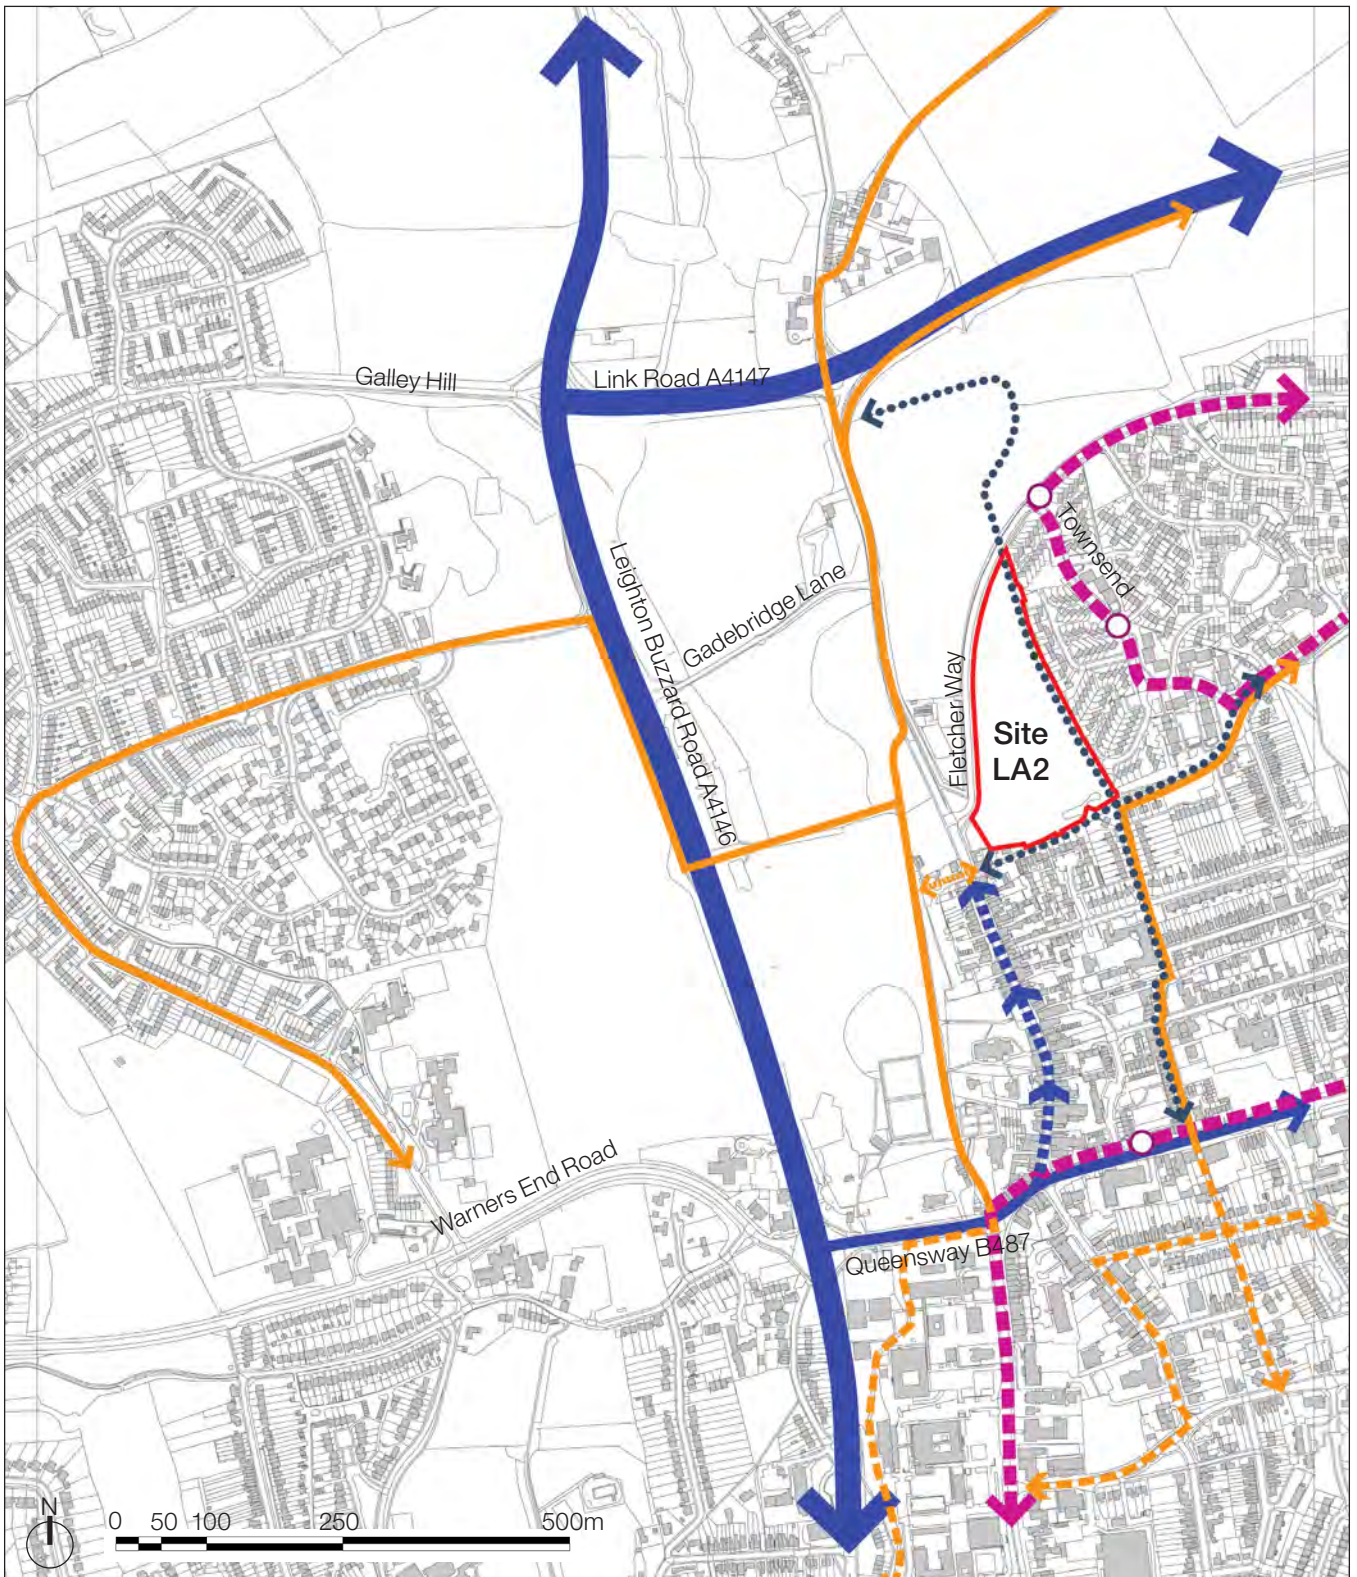 Galley Hill
Link Road A4147
Townsend
Leighton Buzzard Road A4146
Gadebridge Lane
Fletcher Way
Site
LA2
Warners End Road
Queensway B487
N
0 50 100 250 500m